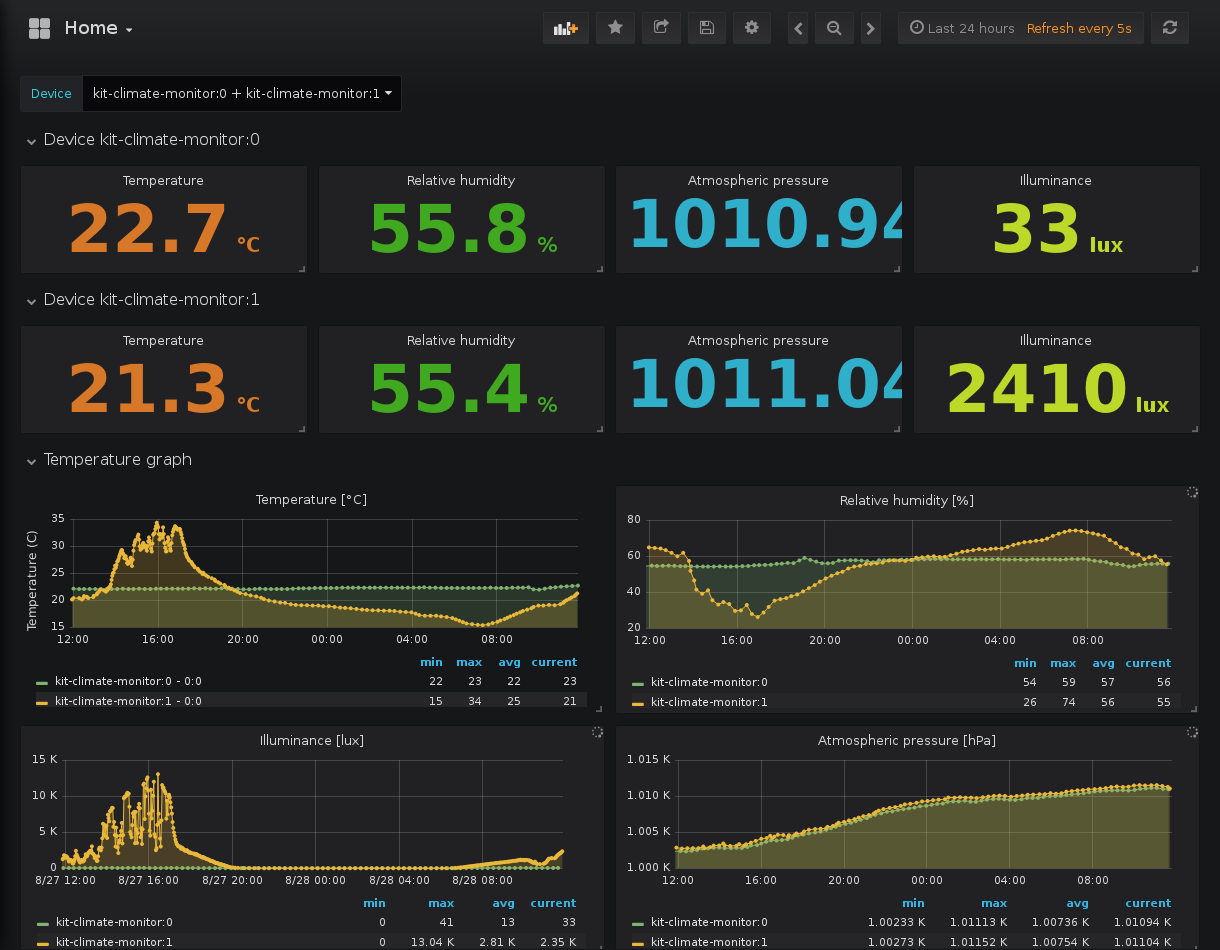 Home
Last 24 hours Refresh every 5s
Device kit-climate-monitor:0 + kit-climate-monitor:1
Device kit-climate-monitor:0
Temperature Relative humidity Atmospheric pressure Illuminance
22.7 °C 55.8 % 1010.94 33 lux
Device kit-climate-monitor:1
Temperature Relative humidity Atmospheric pressure Illuminance
21.3 °C 55.4 % 1011.04 2410 lux
Temperature graph
Temperature [°C]
Temperature (C)
35
30
25
20
15
12:00 16:00 20:00 00:00 04:00 08:00
min max avg current
kit-climate-monitor:0 - 0:0 22 23 22 23
kit-climate-monitor:1 - 0:0 15 34 25 21
Relative humidity [%]
80
60
40
20
12:00 16:00 20:00 00:00 04:00 08:00
min max avg current
kit-climate-monitor:0 54 59 57 56
kit-climate-monitor:1 26 74 56 55
Illuminance [lux]
15 K
10 K
5 K
0
8/27 12:00 8/27 16:00 8/27 20:00 8/28 00:00 8/28 04:00 8/28 08:00
min max avg current
kit-climate-monitor:0 0 41 13 33
kit-climate-monitor:1 0 13.04 K 2.81 K 2.35 K
Atmospheric pressure [hPa]
1.015 K
1.010 K
1.005 K
1.000 K
12:00 16:00 20:00 00:00 04:00 08:00
min max avg current
kit-climate-monitor:0 1.00233 K 1.01113 K 1.00736 K 1.01094 K
kit-climate-monitor:1 1.00273 K 1.01152 K 1.00754 K 1.01104 K